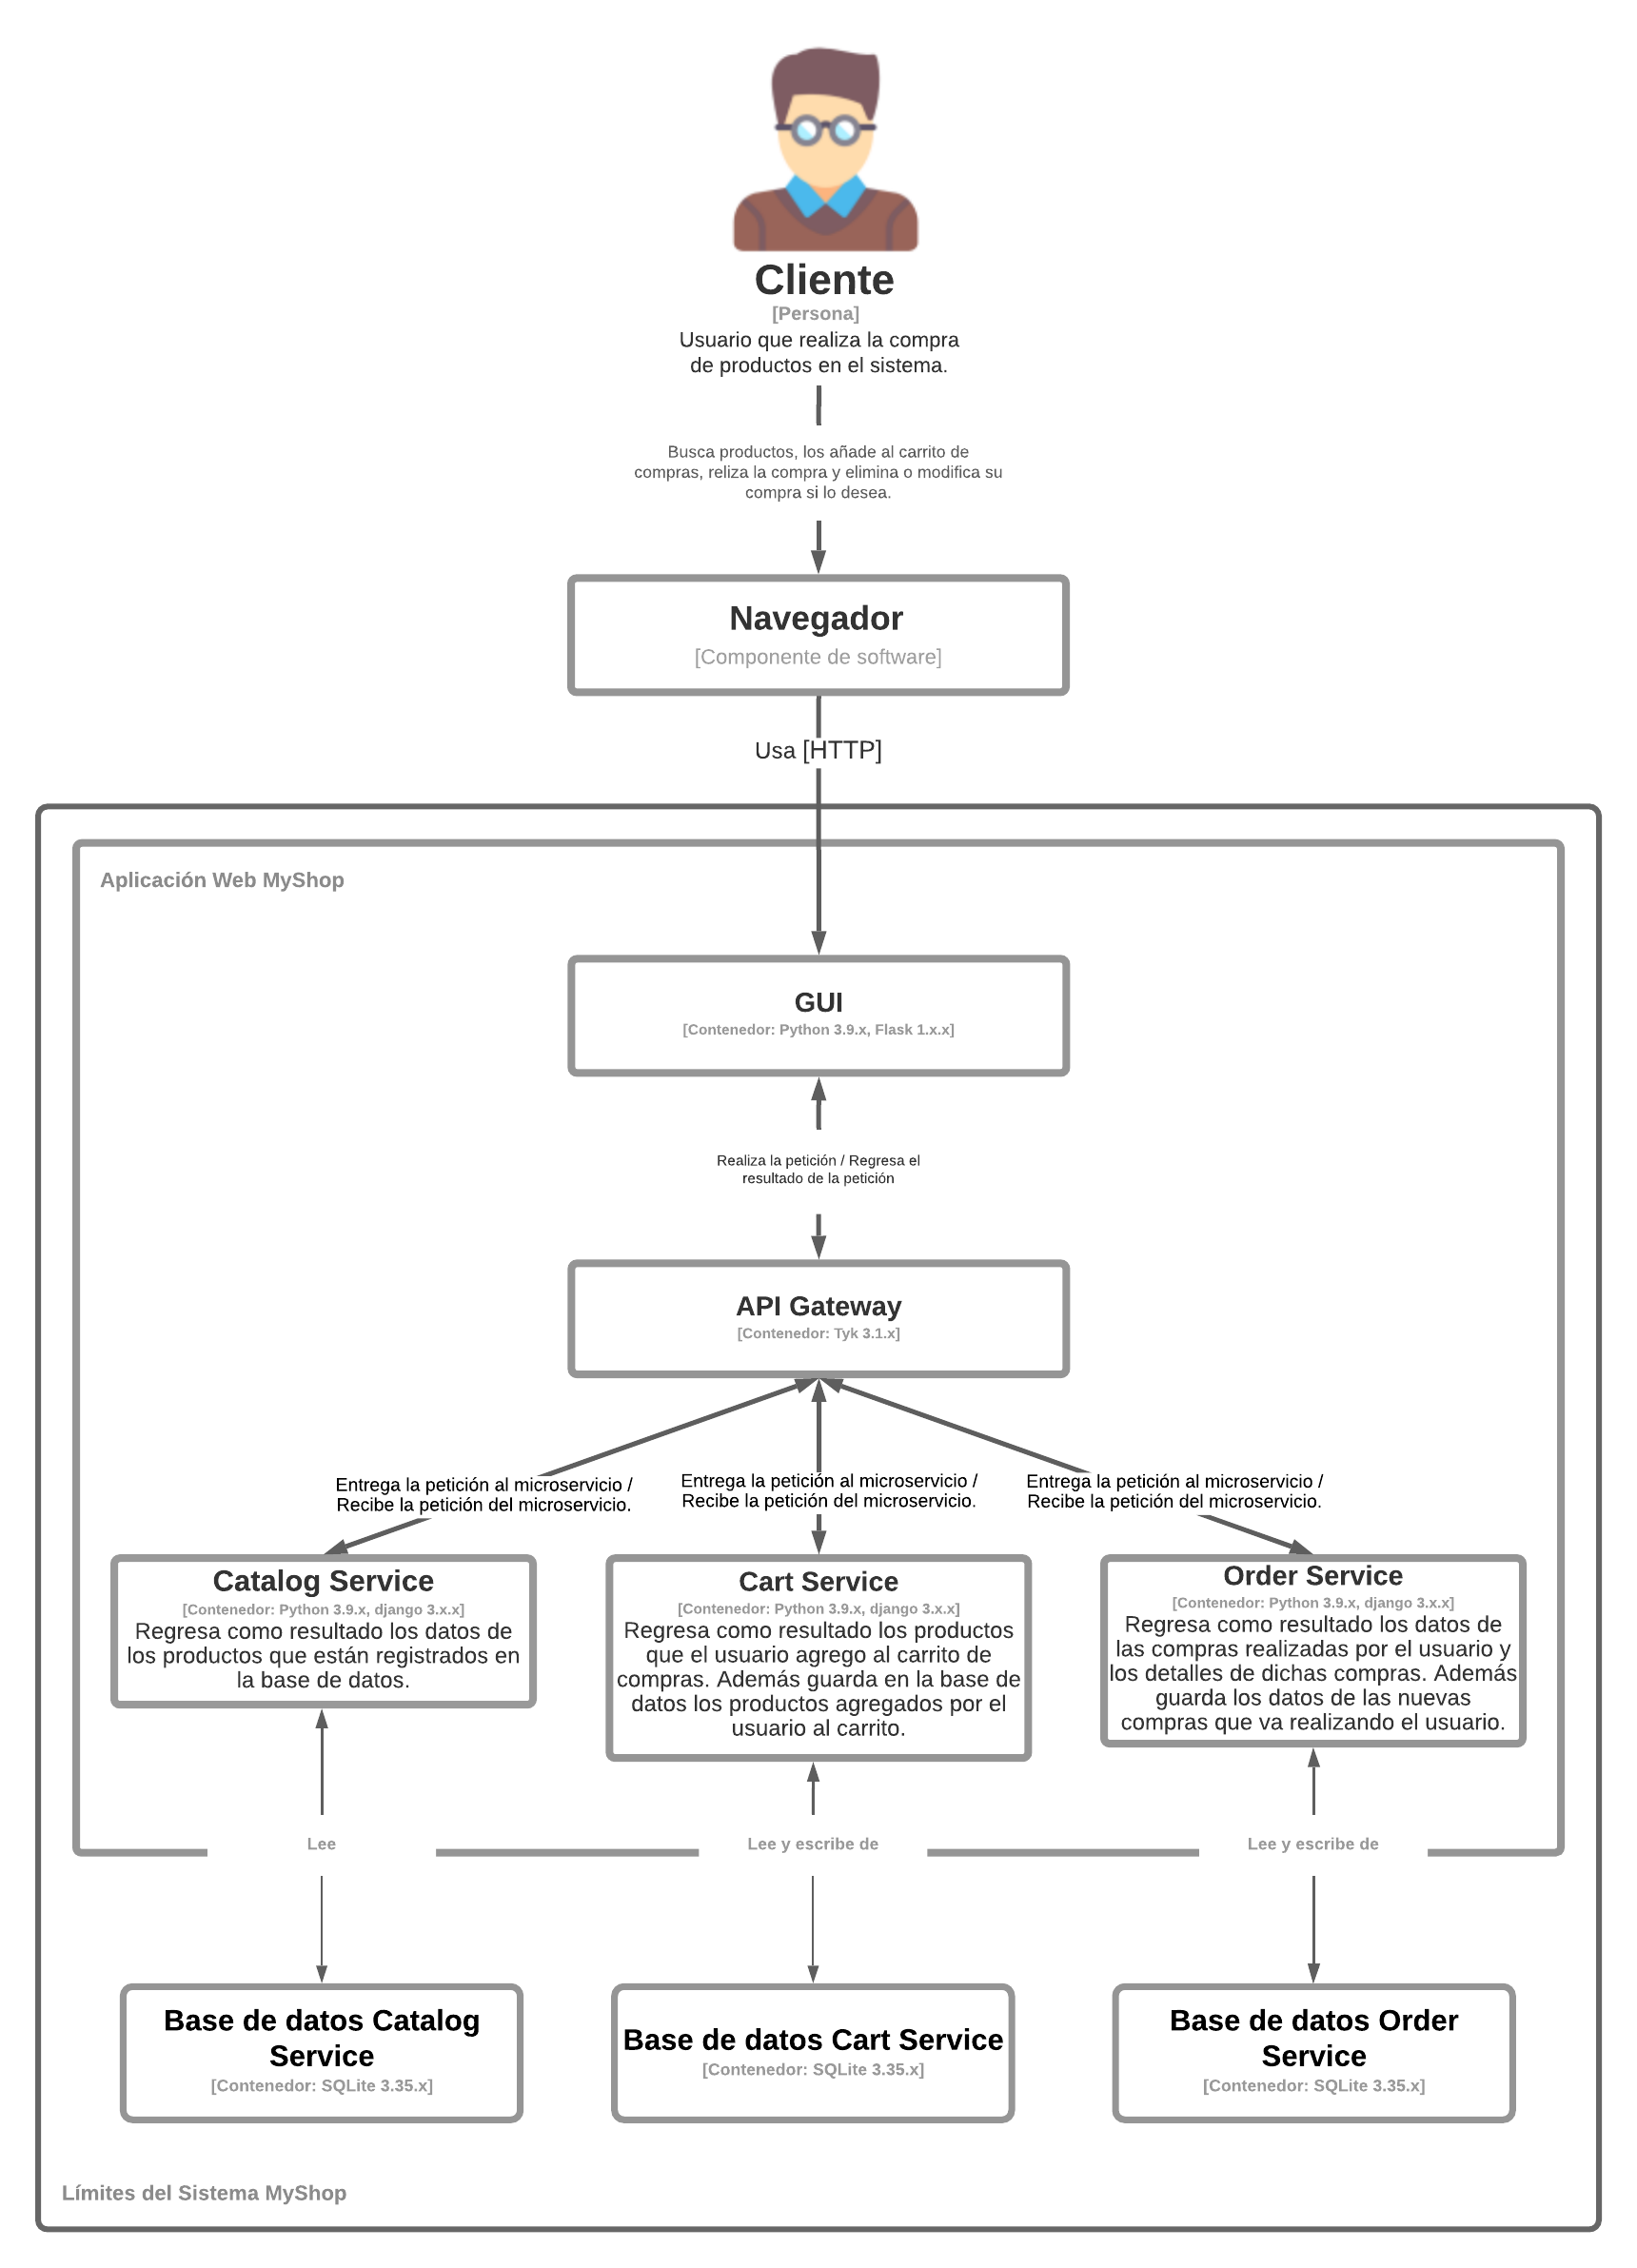 Cliente
[Persona]
Usuario que realiza la compra
de productos en el sistema.
Busca productos, los añade al carrito de
compras, reliza la compra y elimina o modifica su
compra si lo desea.
Navegador
[Componente de software]
Usa [HTTP]
Aplicación Web MyShop
GUI
[Contenedor: Python 3.9.x, Flask 1.x.x]
Realiza la petición / Regresa el
resultado de la petición
API Gateway
[Contenedor: Tyk 3.1.x]
Entrega la petición al microservicio /
Recibe la petición del microservicio.
Entrega la petición al microservicio /
Recibe la petición del microservicio.
Entrega la petición al microservicio /
Recibe la petición del microservicio.
Catalog Service
[Contenedor: Python 3.9.x, django 3.x.x]
Regresa como resultado los datos de
los productos que están registrados en
la base de datos.
Cart Service
[Contenedor: Python 3.9.x, django 3.x.x]
Regresa como resultado los productos
que el usuario agrego al carrito de
compras. Además guarda en la base de
datos los productos agregados por el
usuario al carrito.
Order Service
[Contenedor: Python 3.9.x, django 3.x.x]
Regresa como resultado los datos de
las compras realizadas por el usuario y
los detalles de dichas compras. Además
guarda los datos de las nuevas
compras que va realizando el usuario.
Lee
Lee y escribe de
Lee y escribe de
Base de datos Catalog
Service
[Contenedor: SQLite 3.35.x]
Base de datos Cart Service
[Contenedor: SQLite 3.35.x]
Base de datos Order
Service
[Contenedor: SQLite 3.35.x]
Límites del Sistema MyShop